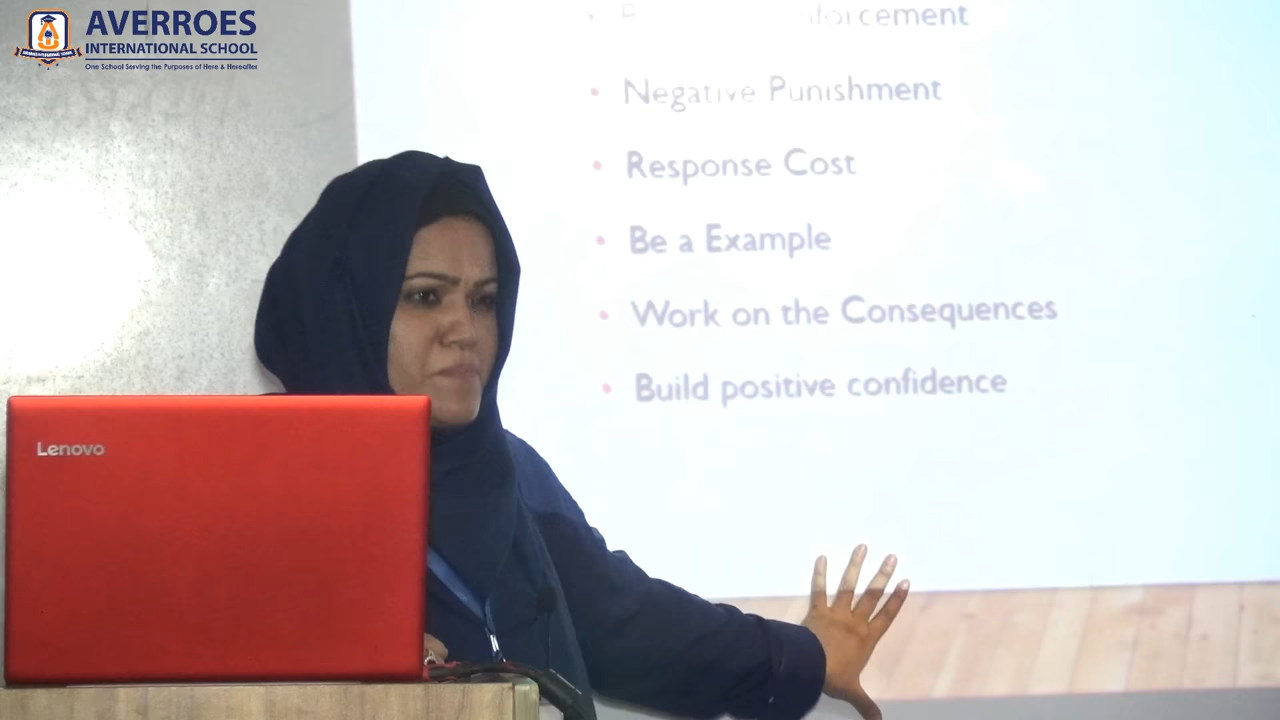 AVERROES
INTERNATIONAL SCHOOL
One School Serving the Purposes of Here & Hereafter
Negative Punishment
Response Cost
Be a Example
Work on the Consequences
Build positive confidence
Lenovo